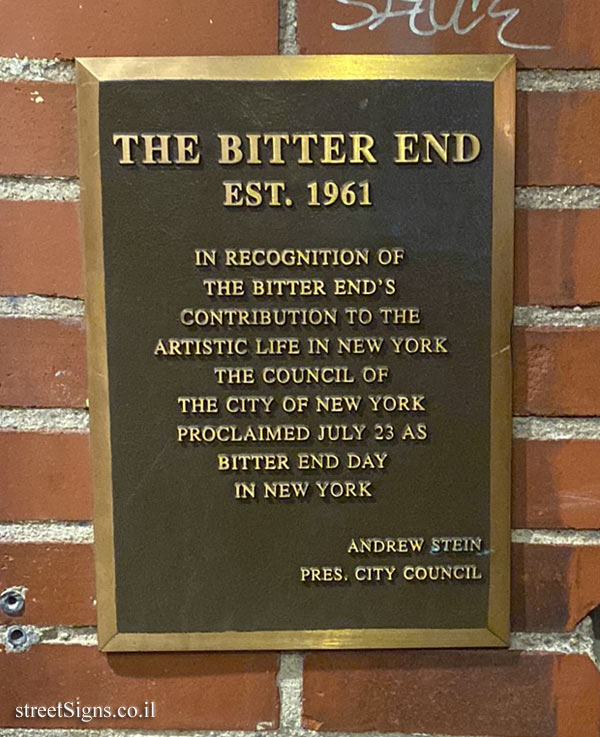 THE BITTER END
EST. 1961
IN RECOGNITION OF
THE BITTER END'S
CONTRIBUTION TO THE
ARTISTIC LIFE IN NEW YORK
THE COUNCIL OF
THE CITY OF NEW YORK
PROCLAIMED JULY 23 AS
BITTER END DAY
IN NEW YORK
ANDREW STEIN
PRES. CITY COUNCIL
streetSigns.co.il